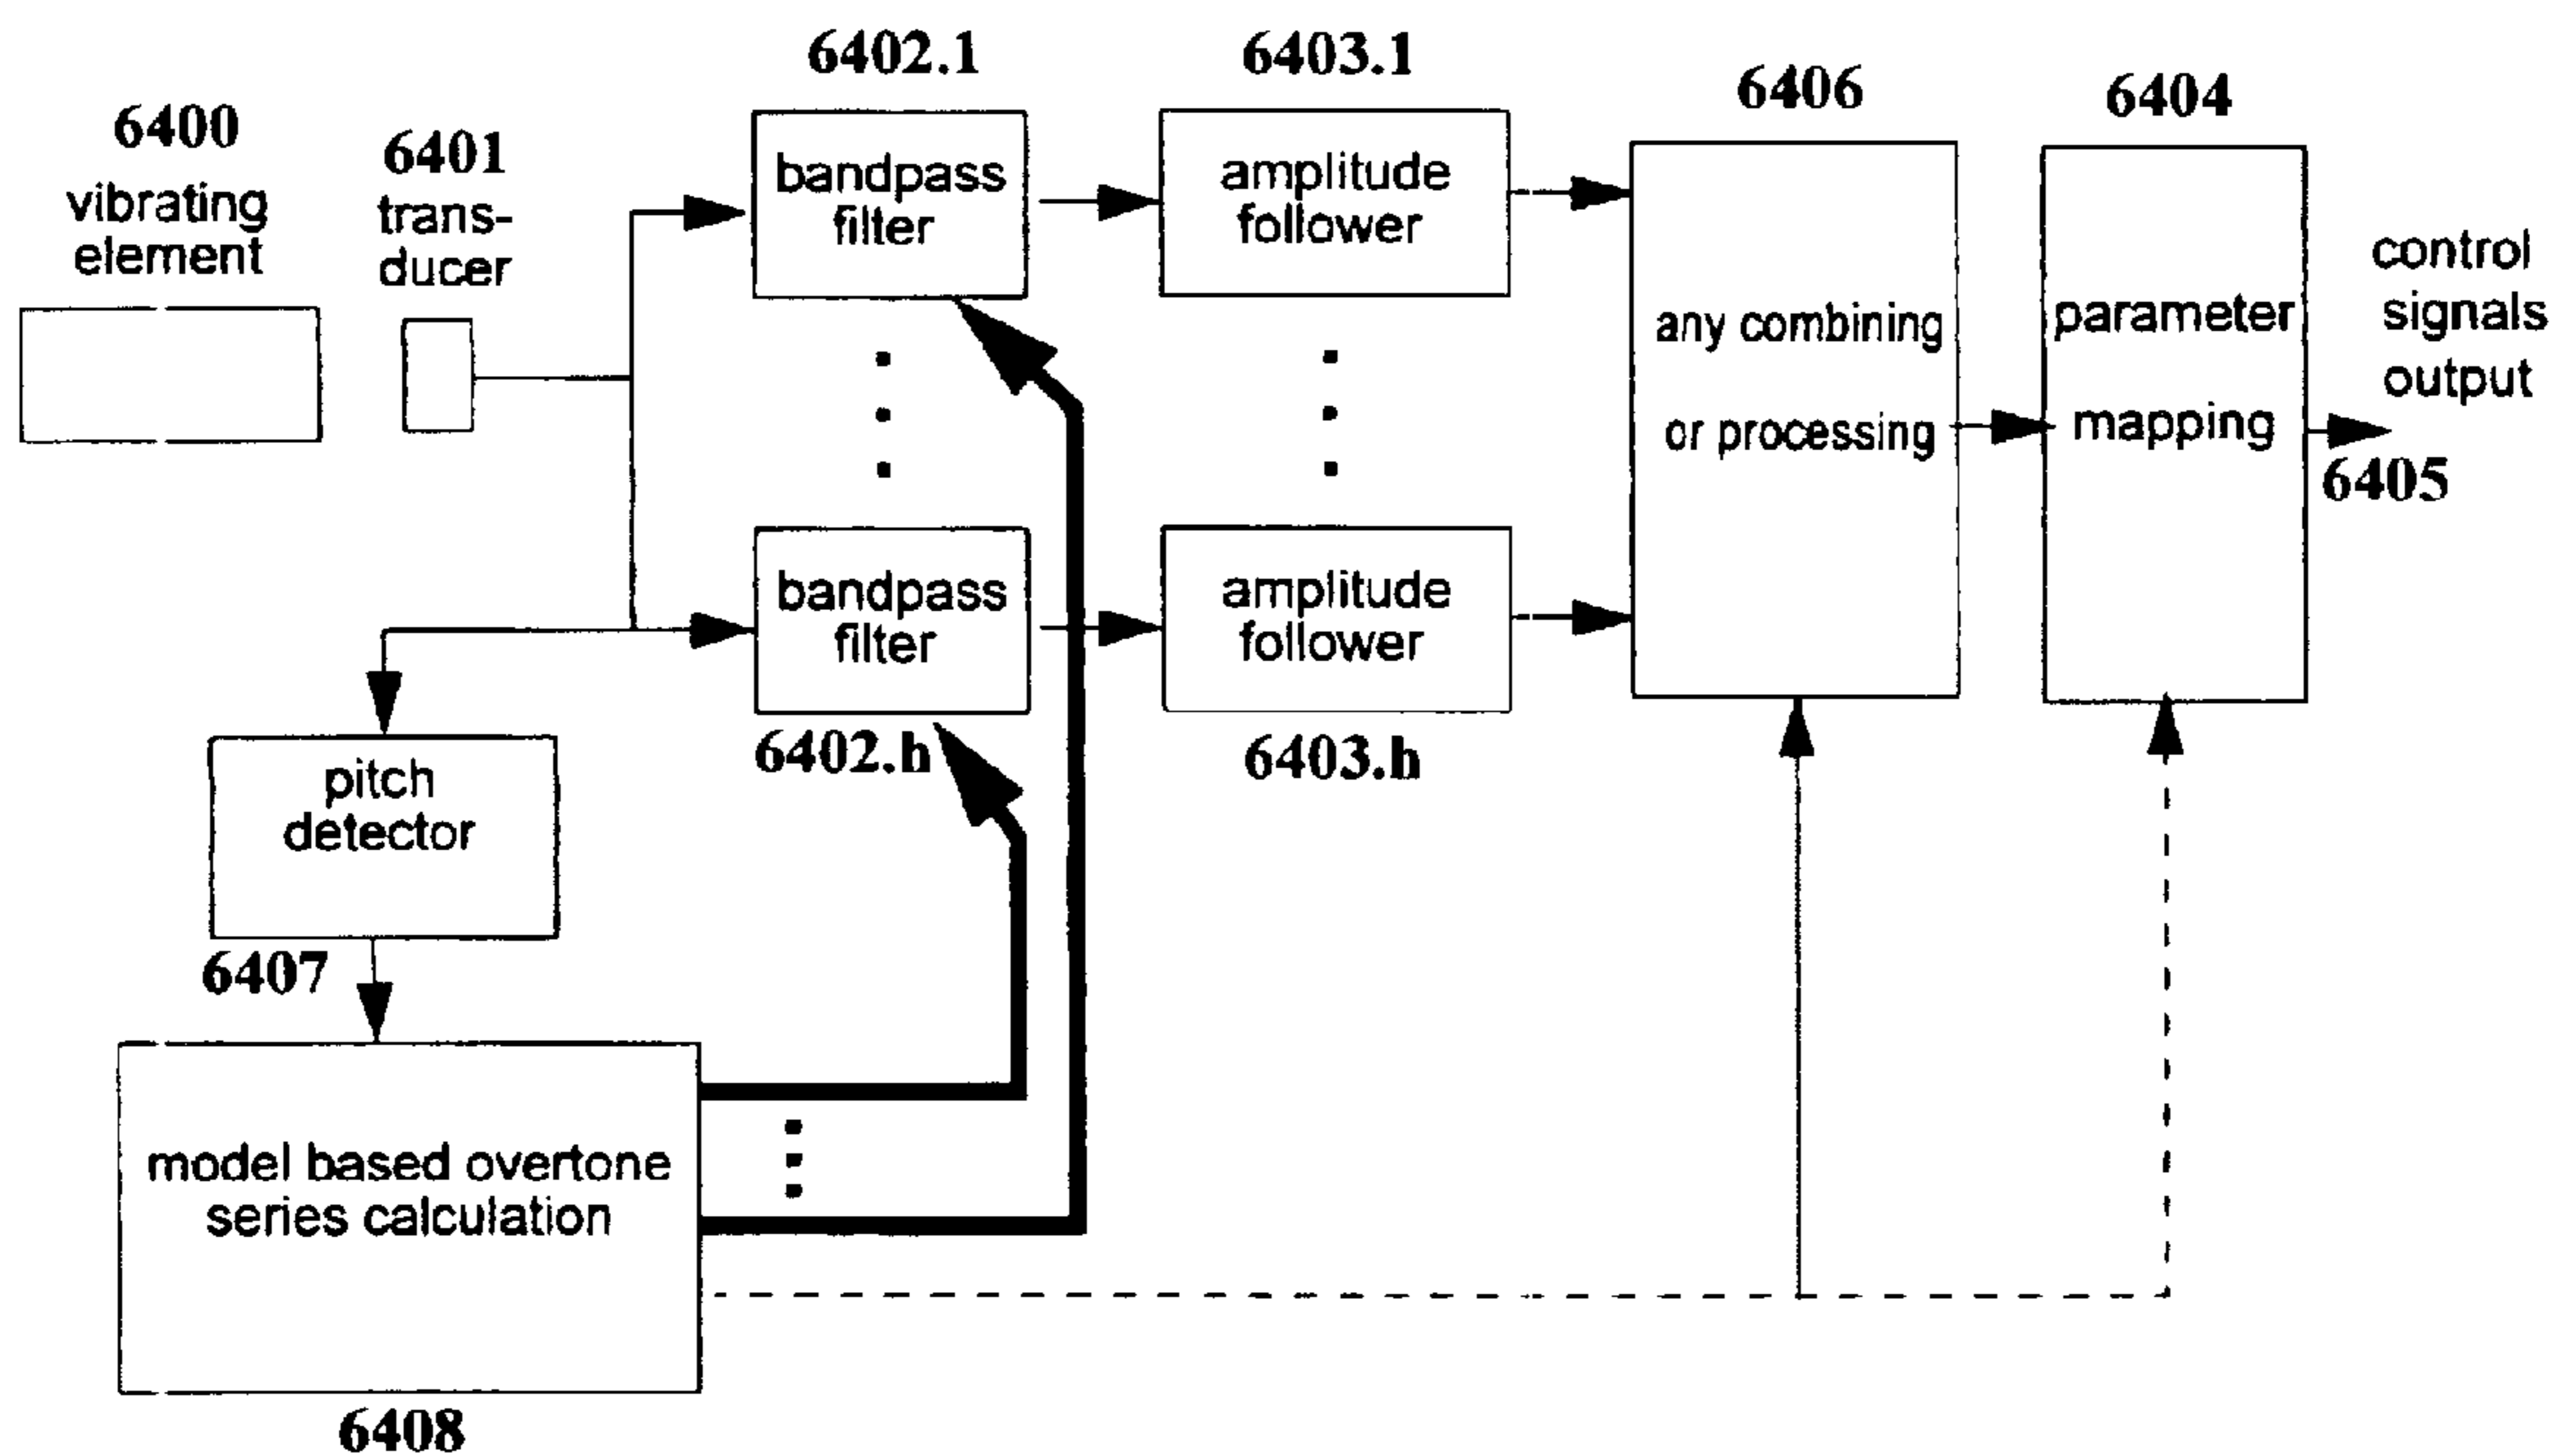 6400
vibrating
element
6401
trans-
ducer
6402.1
bandpass
filter
6403.1
amplitude
follower
6406
any combining
or processing
6404
parameter
mapping
control
signals
output
6405
bandpass
filter
6402.h
amplitude
follower
6403.h
pitch
detector
6407
model based overtone
series calculation
6408